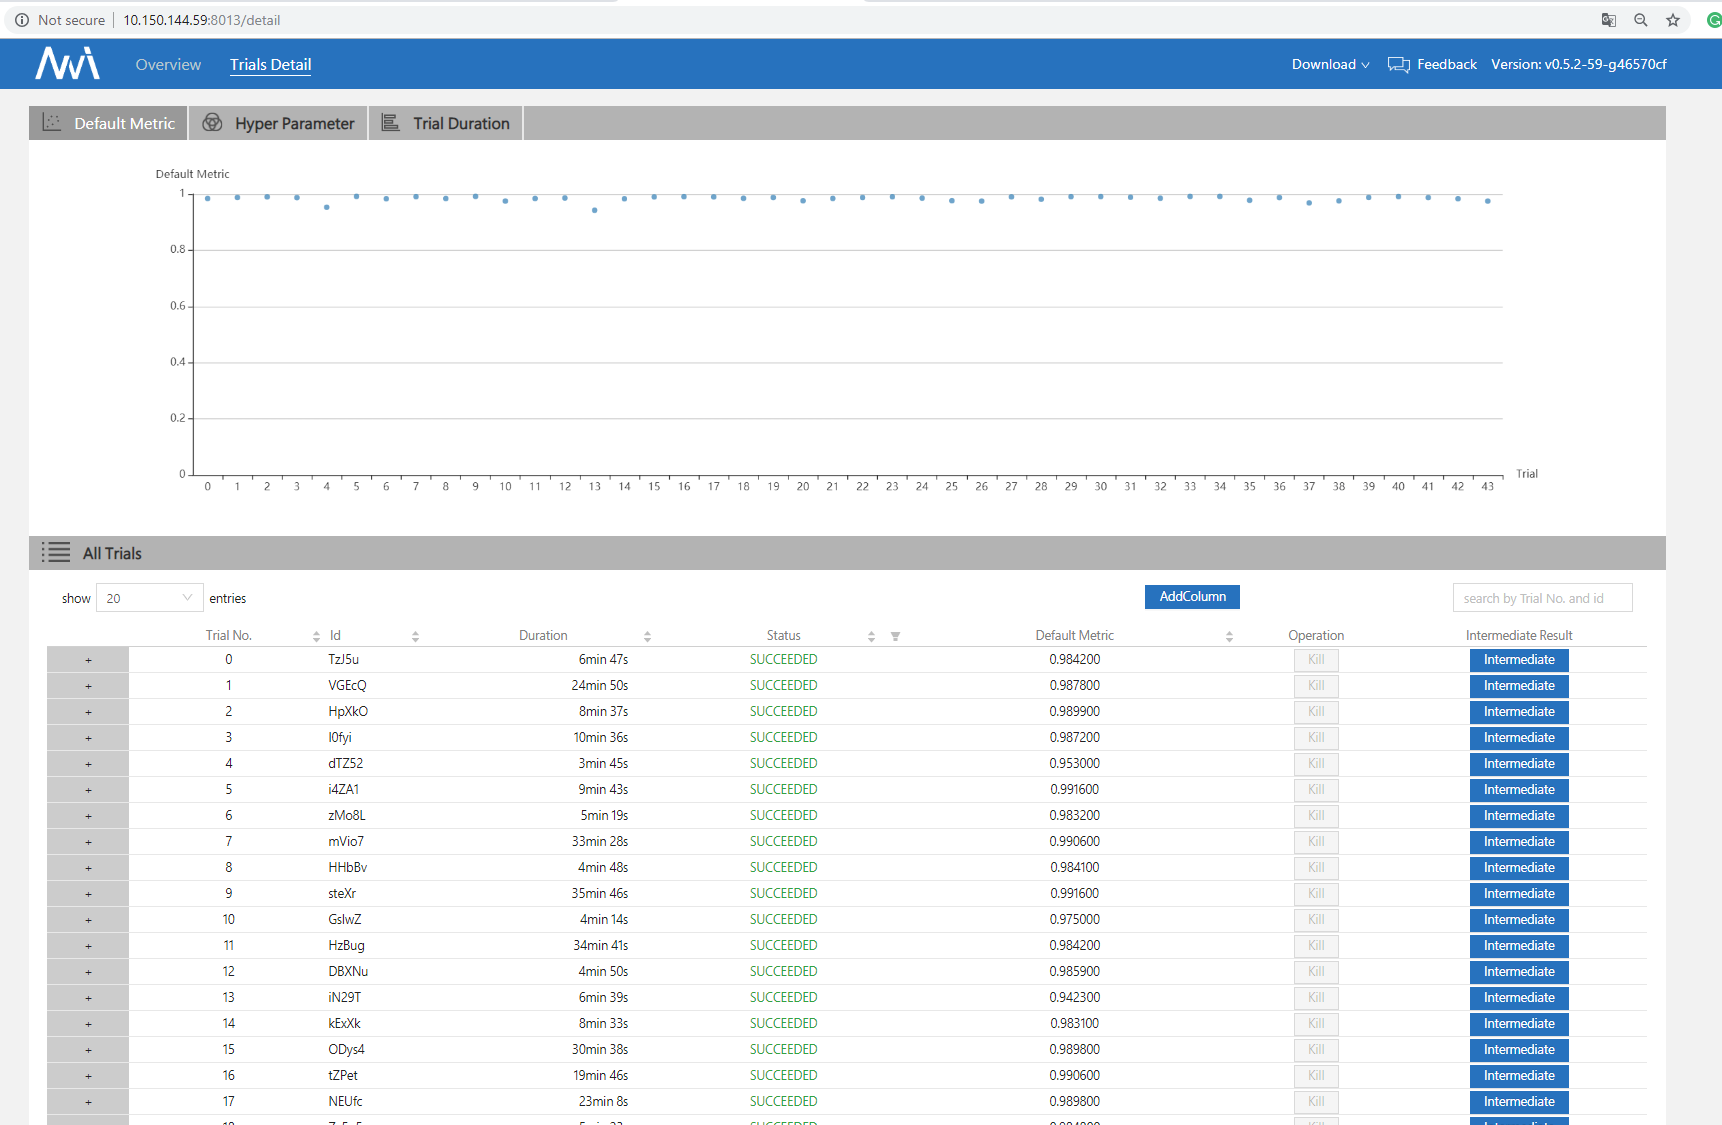 Not secure 10.150.144.59:8013/detail
Overview Trials Detail Download Feedback Version: v0.5.2-59-g46570cf
Default Metric Hyper Parameter Trial Duration
Default Metric
1
0.8
0.6
0.4
0.2
0
Trial
0 1 2 3 4 5 6 7 8 9 10 11 12 13 14 15 16 17 18 19 20 21 22 23 24 25 26 27 28 29 30 31 32 33 34 35 36 37 38 39 40 41 42 43
All Trials
show 20 entries AddColumn search by Trial No. and id
Trial No. Id Duration Status Default Metric Operation Intermediate Result
+ 0 TzJ5u 6min 47s SUCCEEDED 0.984200 Kill Intermediate
+ 1 VGEcQ 24min 50s SUCCEEDED 0.987800 Kill Intermediate
+ 2 HpXkO 8min 37s SUCCEEDED 0.989900 Kill Intermediate
+ 3 I0fyi 10min 36s SUCCEEDED 0.987200 Kill Intermediate
+ 4 dTZ52 3min 45s SUCCEEDED 0.953000 Kill Intermediate
+ 5 i4ZA1 9min 43s SUCCEEDED 0.991600 Kill Intermediate
+ 6 zMo8L 5min 19s SUCCEEDED 0.983200 Kill Intermediate
+ 7 mVio7 33min 28s SUCCEEDED 0.990600 Kill Intermediate
+ 8 HHbBv 4min 48s SUCCEEDED 0.984100 Kill Intermediate
+ 9 steXr 35min 46s SUCCEEDED 0.991600 Kill Intermediate
+ 10 GslwZ 4min 14s SUCCEEDED 0.975000 Kill Intermediate
+ 11 HzBug 34min 41s SUCCEEDED 0.984200 Kill Intermediate
+ 12 DBXNu 4min 50s SUCCEEDED 0.985900 Kill Intermediate
+ 13 iN29T 6min 39s SUCCEEDED 0.942300 Kill Intermediate
+ 14 kExXk 8min 33s SUCCEEDED 0.983100 Kill Intermediate
+ 15 ODys4 30min 38s SUCCEEDED 0.989800 Kill Intermediate
+ 16 tZPet 19min 46s SUCCEEDED 0.990600 Kill Intermediate
+ 17 NEUfc 23min 8s SUCCEEDED 0.989800 Kill Intermediate